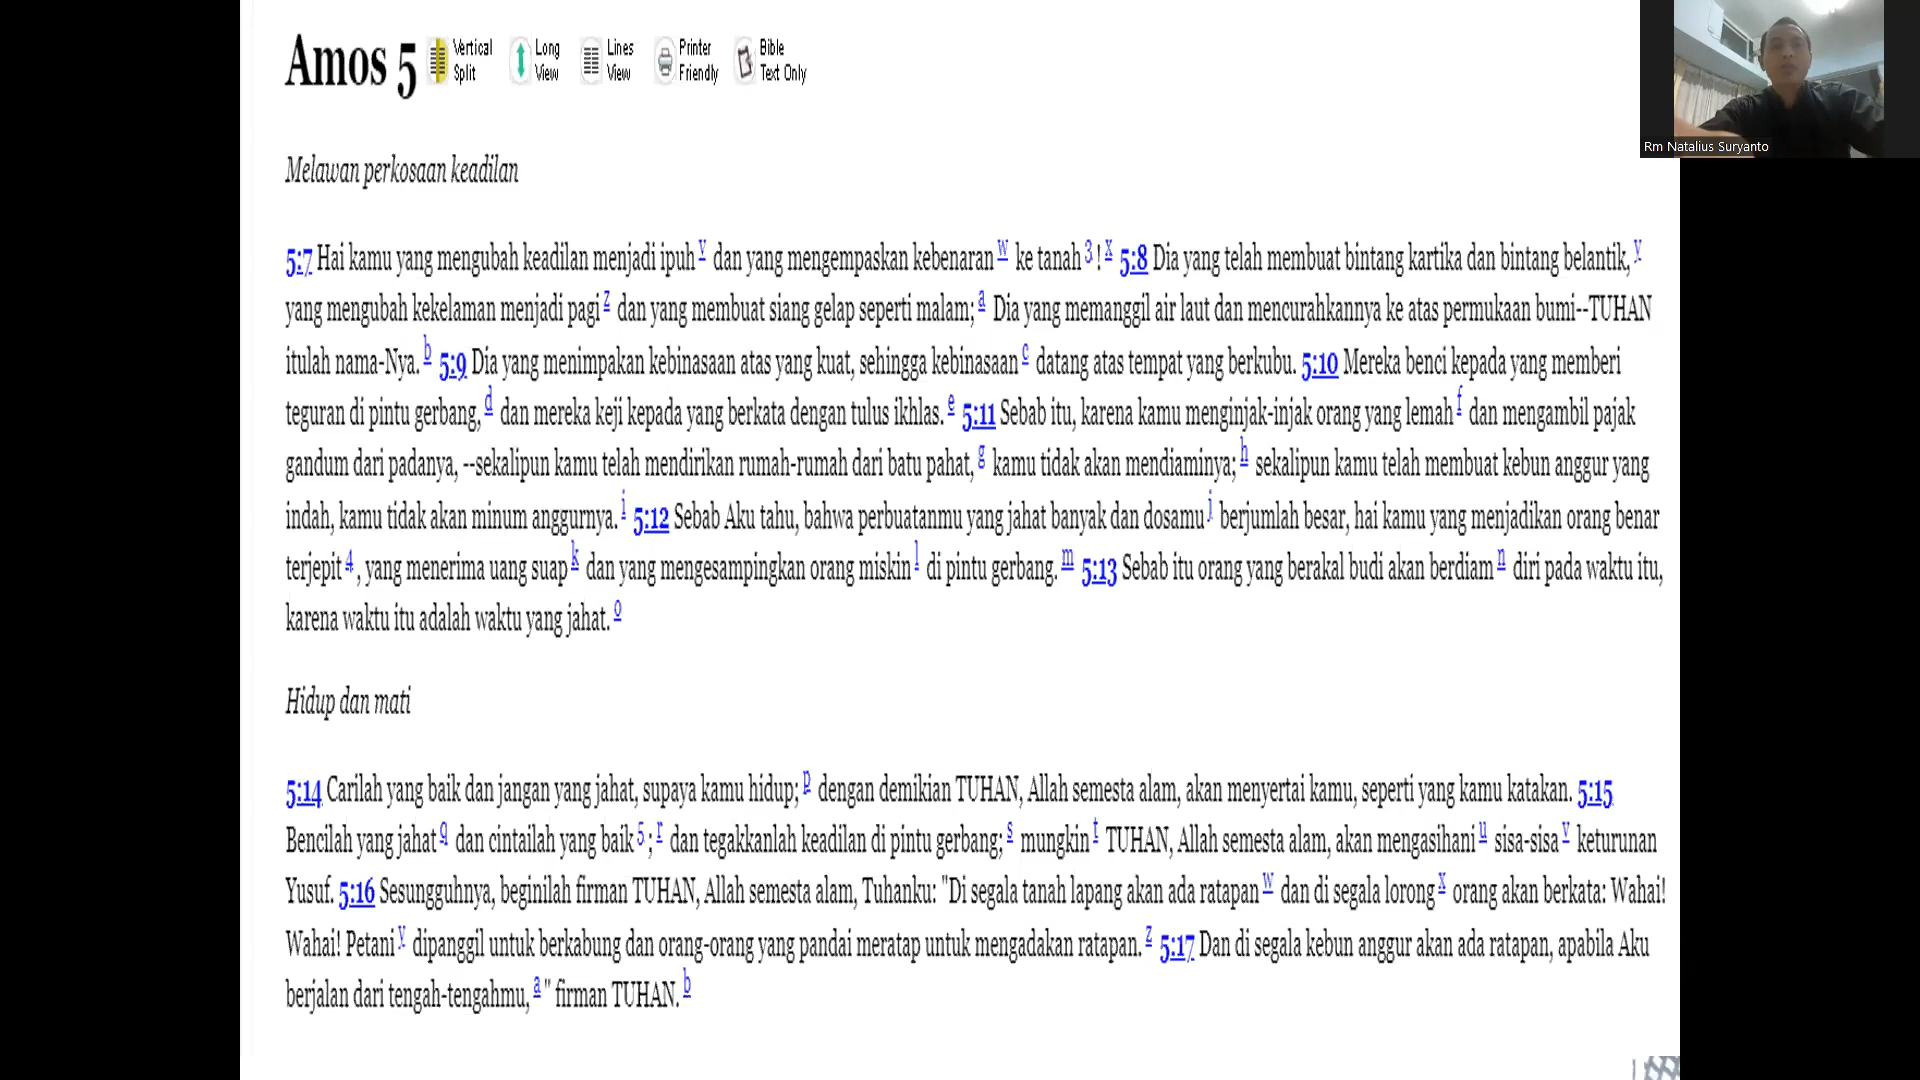 Amos 5 Vertical Split Long View Lines View Printer Friendly Bible Text Only
Rm Natalius Suryanto
Melawan perkosaan keadilan
5:7 Hai kamu yang mengubah keadilan menjadi ipuh v dan yang mengempaskan kebenaran w ke tanah 3 ! x 5:8 Dia yang telah membuat bintang kartika dan bintang belantik, y
yang mengubah kekelaman menjadi pagi z dan yang membuat siang gelap seperti malam; a Dia yang memanggil air laut dan mencurahkannya ke atas permukaan bumi--TUHAN
itulah nama-Nya. b 5:9 Dia yang menimpakan kebinasaan atas yang kuat, sehingga kebinasaan c datang atas tempat yang berkubu. 5:10 Mereka benci kepada yang memberi
teguran di pintu gerbang, d dan mereka keji kepada yang berkata dengan tulus ikhlas. e 5:11 Sebab itu, karena kamu menginjak-injak orang yang lemah f dan mengambil pajak
gandum dari padanya, --sekalipun kamu telah mendirikan rumah-rumah dari batu pahat, g kamu tidak akan mendiaminya; h sekalipun kamu telah membuat kebun anggur yang
indah, kamu tidak akan minum anggurnya. i 5:12 Sebab Aku tahu, bahwa perbuatanmu yang jahat banyak dan dosamu j berjumlah besar, hai kamu yang menjadikan orang benar
terjepit 4 , yang menerima uang suap k dan yang mengesampingkan orang miskin l di pintu gerbang. m 5:13 Sebab itu orang yang berakal budi akan berdiam n diri pada waktu itu,
karena waktu itu adalah waktu yang jahat. o
Hidup dan mati
5:14 Carilah yang baik dan jangan yang jahat, supaya kamu hidup; p dengan demikian TUHAN, Allah semesta alam, akan menyertai kamu, seperti yang kamu katakan. 5:15
Bencilah yang jahat q dan cintailah yang baik 5 ; r dan tegakkanlah keadilan di pintu gerbang; s mungkin t TUHAN, Allah semesta alam, akan mengasihani u sisa-sisa v keturunan
Yusuf. 5:16 Sesungguhnya, beginilah firman TUHAN, Allah semesta alam, Tuhanku: "Di segala tanah lapang akan ada ratapan w dan di segala lorong x orang akan berkata: Wahai!
Wahai! Petani y dipanggil untuk berkabung dan orang-orang yang pandai meratap untuk mengadakan ratapan. z 5:17 Dan di segala kebun anggur akan ada ratapan, apabila Aku
berjalan dari tengah-tengahmu, a " firman TUHAN. b